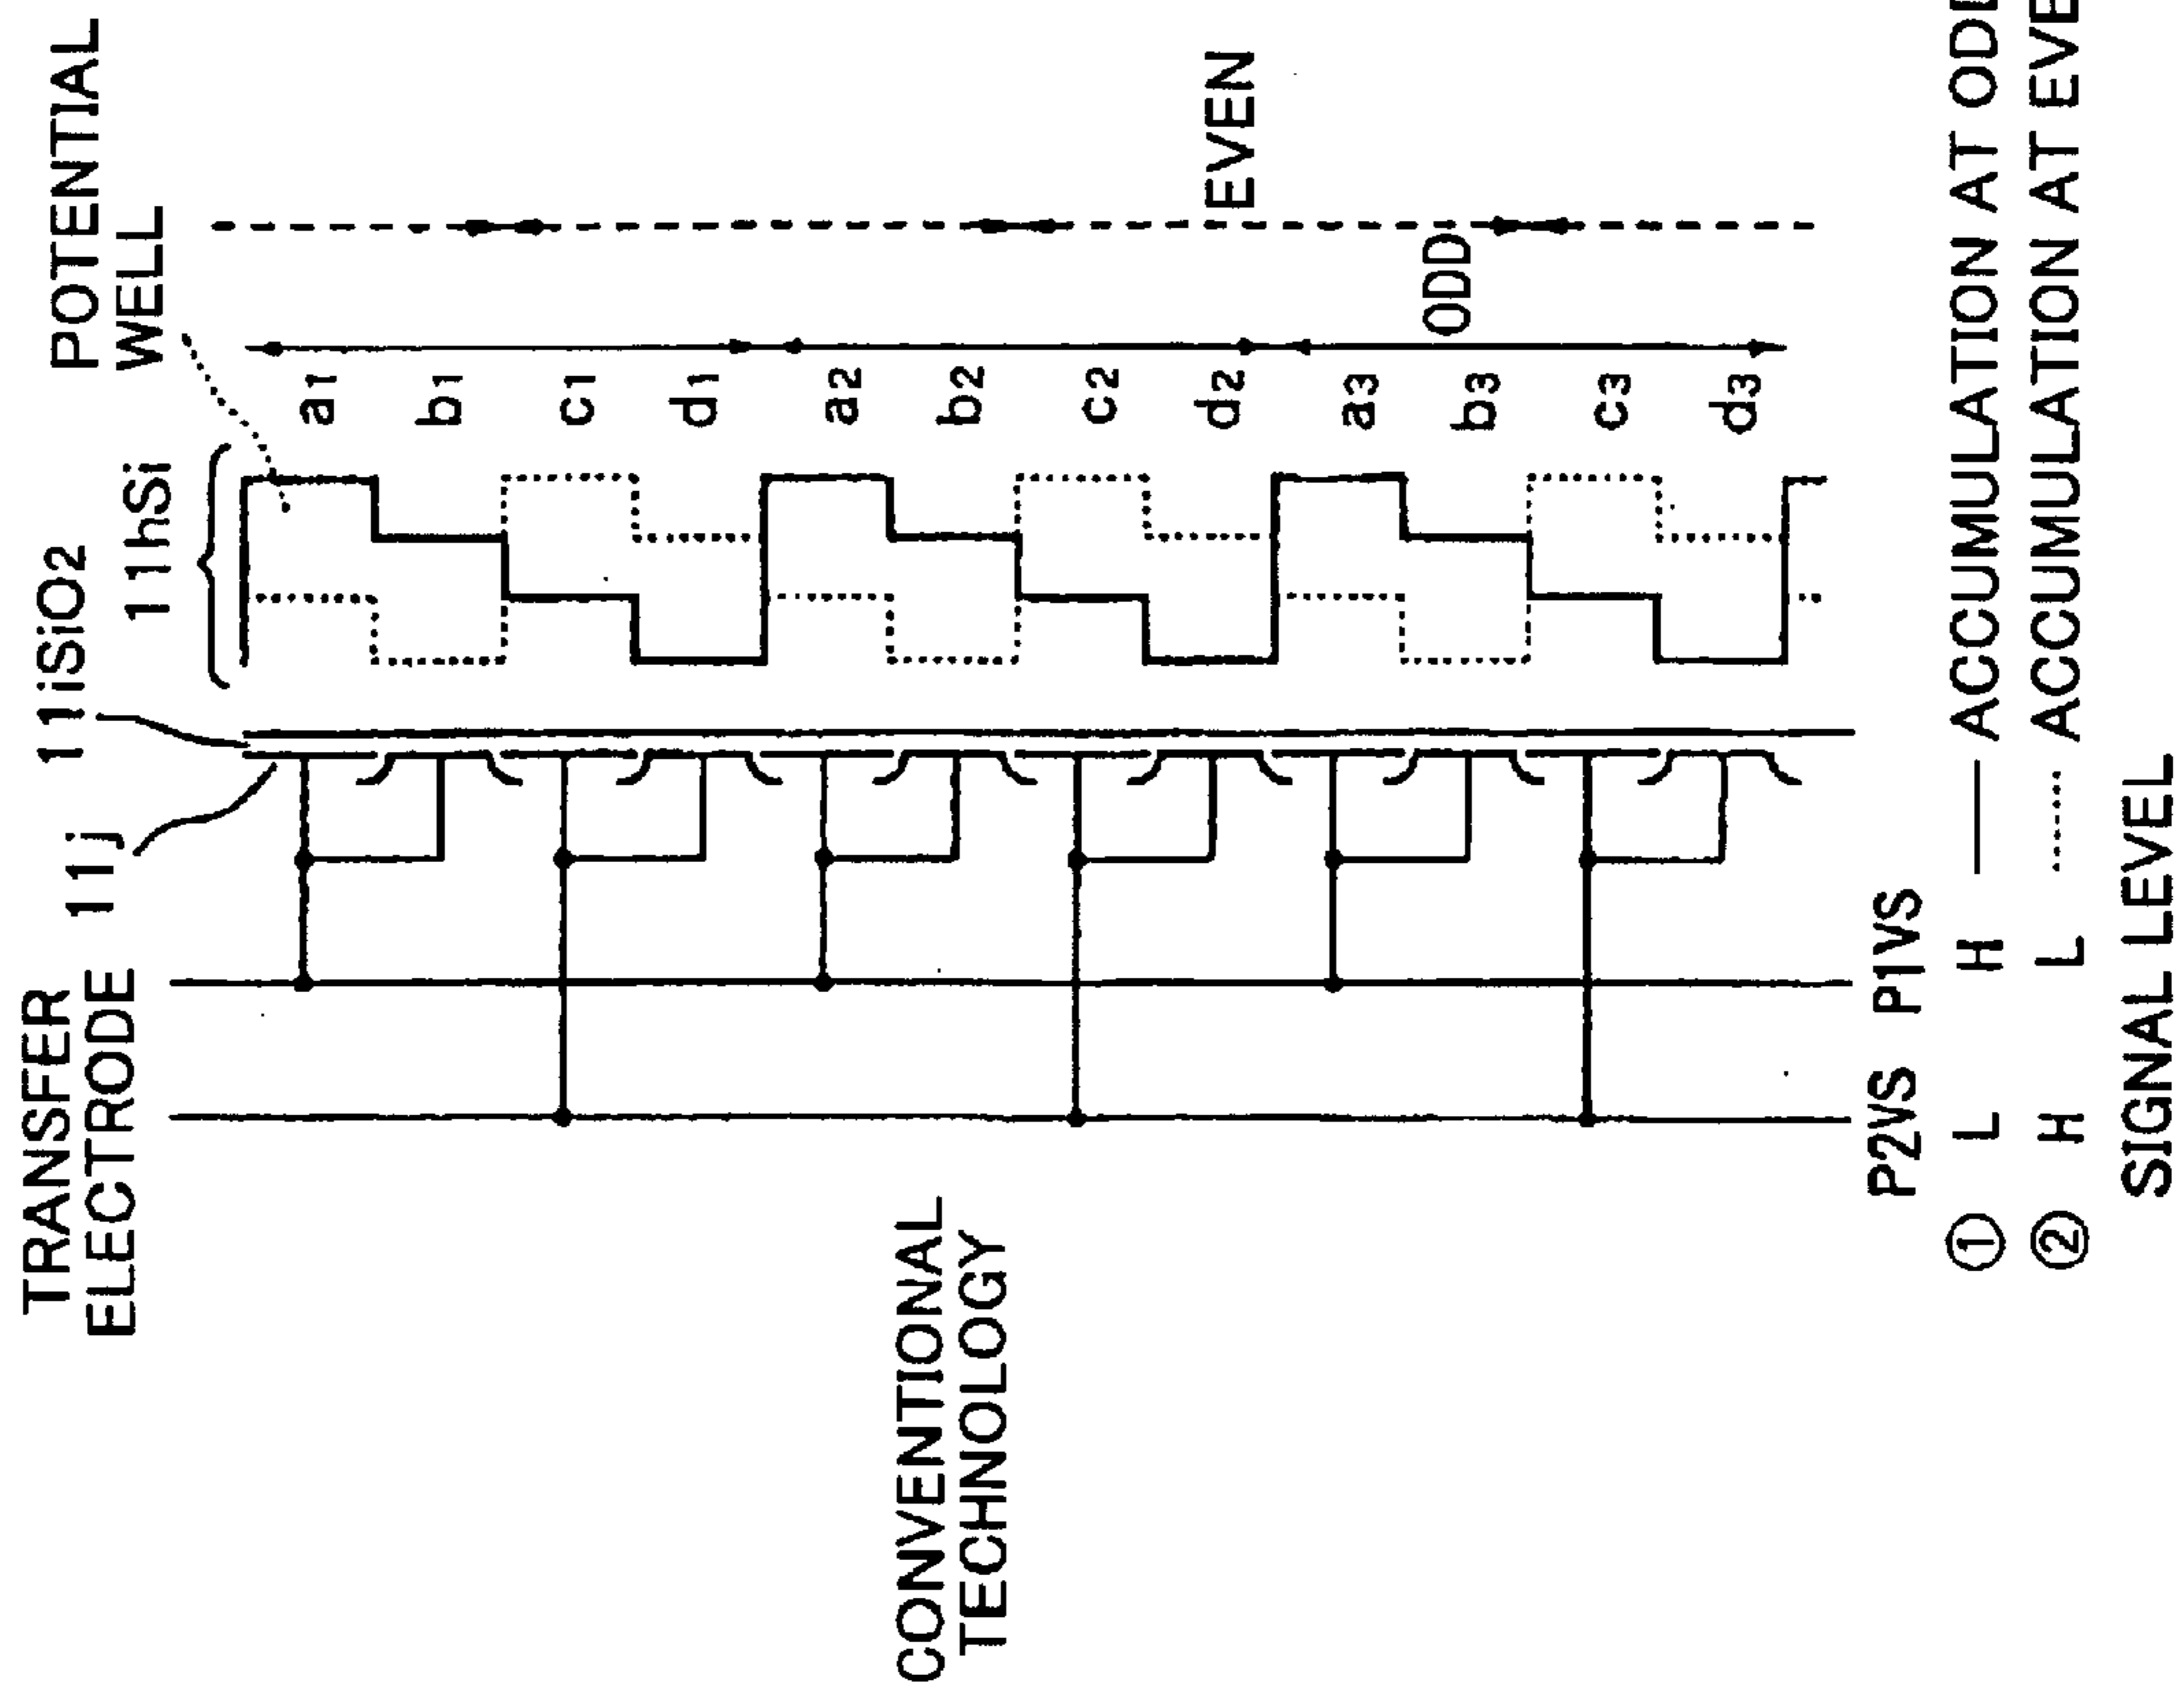 TRANSFER
ELECTRODE 11j
11iSiO2
11hSi
POTENTIAL
WELL
a1
b1
c1
d1
a2
b2
c2
d2
a3
b3
c3
d3
ODD
EVEN
CONVENTIONAL
TECHNOLOGY
P2VS P1VS
① L H ACCUMULATION AT ODD
② H L ACCUMULATION AT EVE
SIGNAL LEVEL